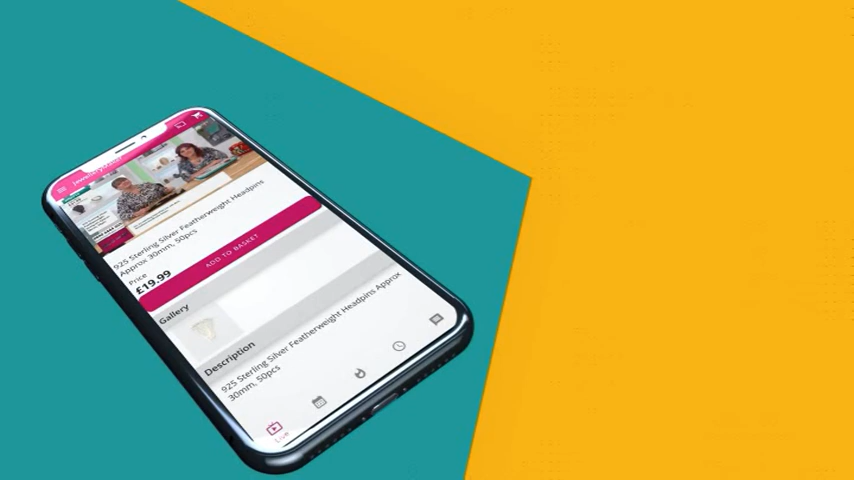 925 Sterling Silver Featherweight Headpins
Approx 30mm, 50pcs
Price
£19.99
ADD TO BASKET
Gallery
Description
925 Sterling Silver Featherweight Headpins Approx
30mm, 50pcs
Live